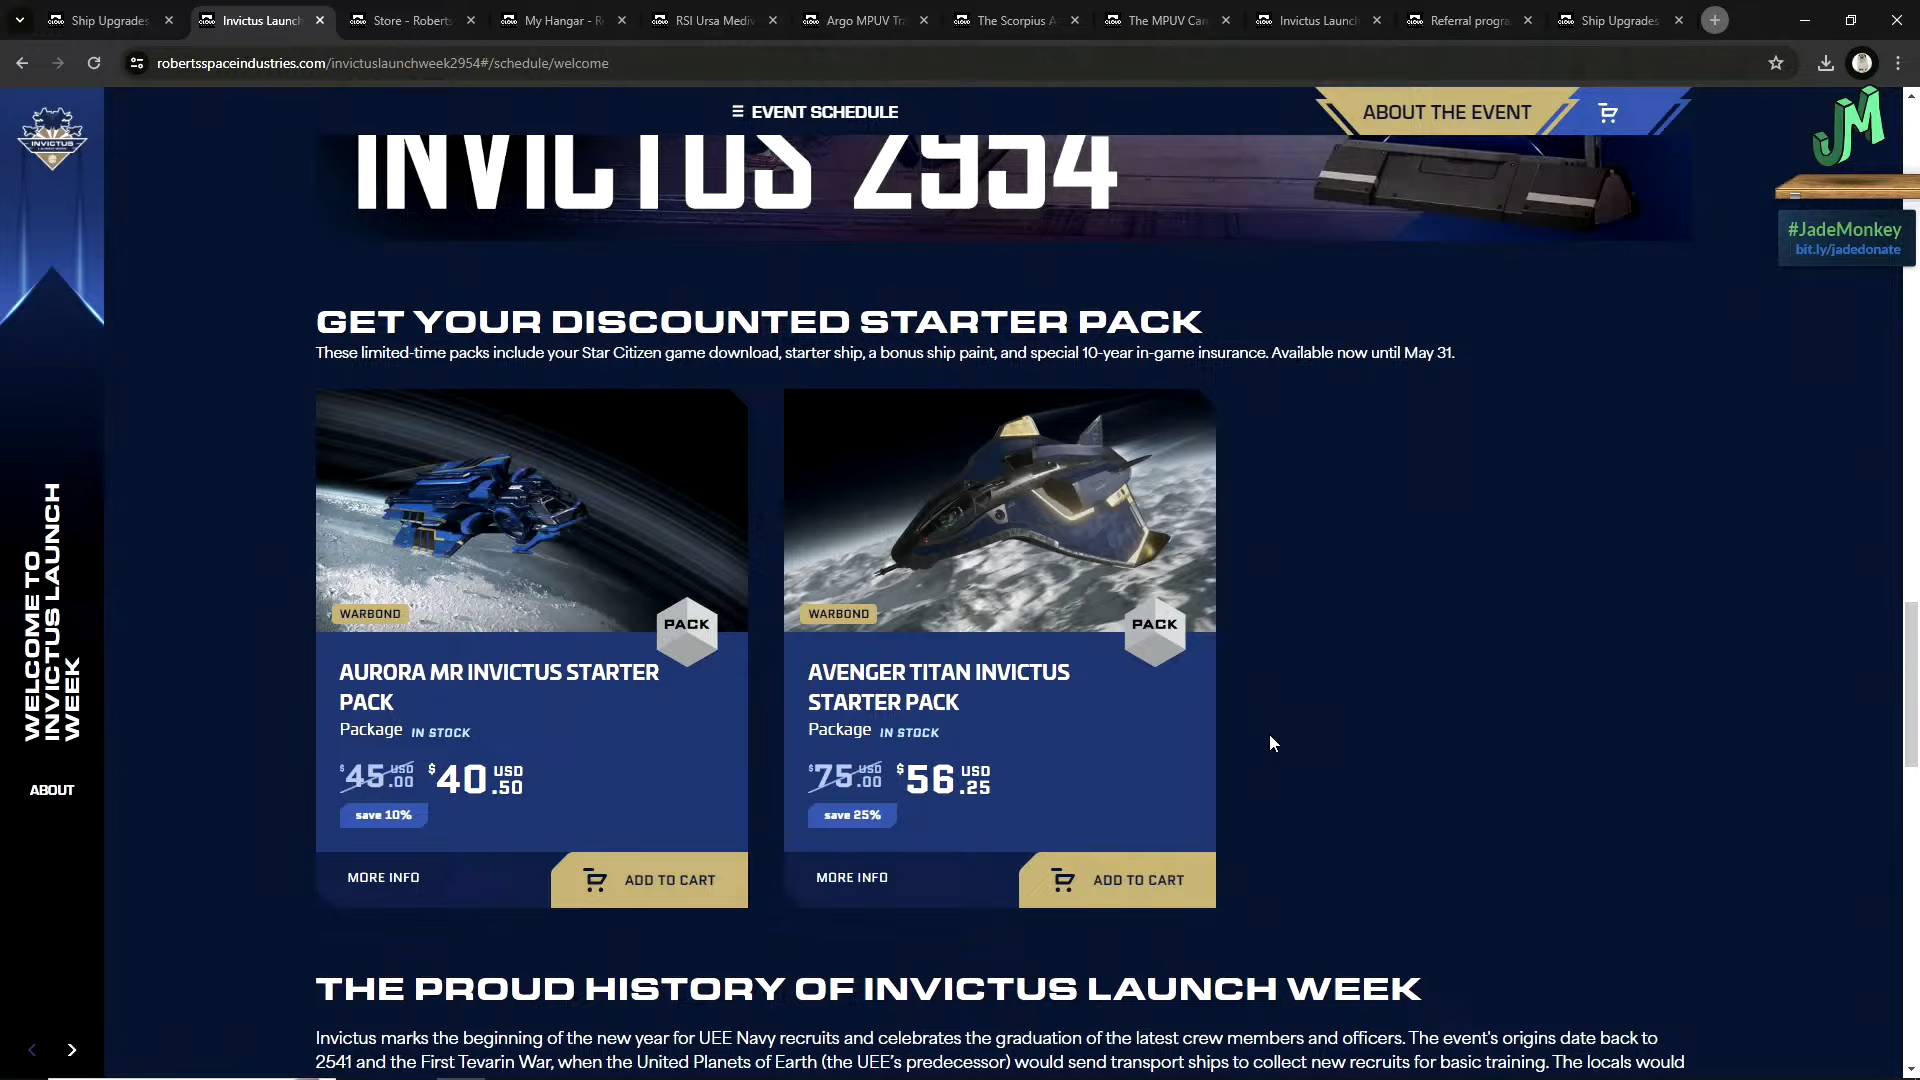 Ship Upgrades
Invictus Launch
Store - Roberts
My Hangar - R
RSI Ursa Mediv
Argo MPUV Tr
The Scorpius A
The MPUV Car
Invictus Launch
Referral progra
Ship Upgrades
robertsspaceindustries.com/invictuslaunchweek2954#/schedule/welcome
INVICTUS
LAUNCH WEEK
EVENT SCHEDULE
ABOUT THE EVENT
JM
#JadeMonkey
bit.ly/jadedonate
INVICTUS 2954
GET YOUR DISCOUNTED STARTER PACK
These limited-time packs include your Star Citizen game download, starter ship, a bonus ship paint, and special 10-year in-game insurance. Available now until May 31.
WARBOND
PACK
AURORA MR INVICTUS STARTER
PACK
Package IN STOCK
$45.00 USD $40.50 USD
save 10%
MORE INFO
ADD TO CART
WARBOND
PACK
AVENGER TITAN INVICTUS
STARTER PACK
Package IN STOCK
$75.00 USD $56.25 USD
save 25%
MORE INFO
ADD TO CART
WELCOME TO
INVICTUS LAUNCH
WEEK
ABOUT
THE PROUD HISTORY OF INVICTUS LAUNCH WEEK
Invictus marks the beginning of the new year for UEE Navy recruits and celebrates the graduation of the latest crew members and officers. The event's origins date back to
2541 and the First Tevarin War, when the United Planets of Earth (the UEE's predecessor) would send transport ships to collect new recruits for basic training. The locals would